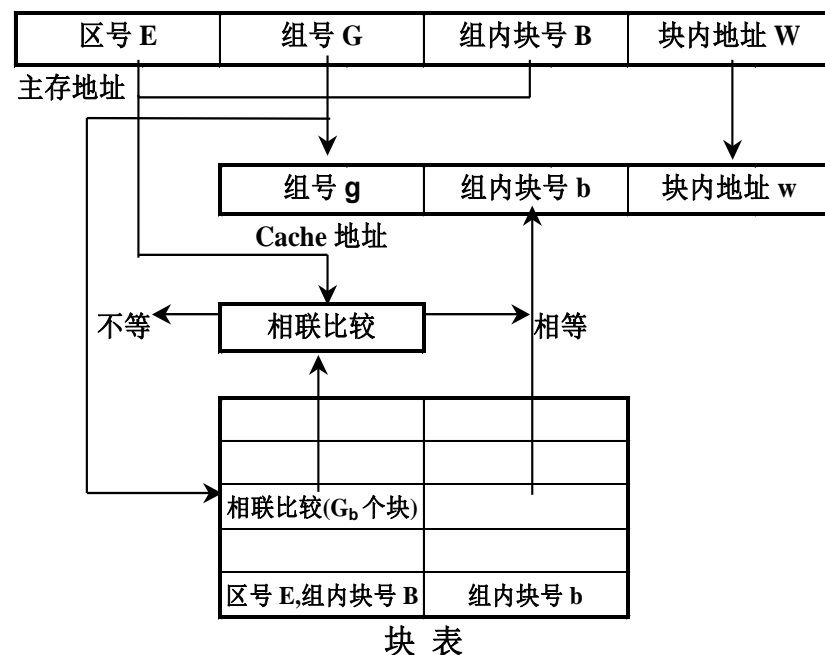 区号 E 组号 G 组内块号 B 块内地址 W
主存地址
组号 g 组内块号 b 块内地址 w
Cache 地址
不等 相联比较 相等
相联比较(Gb个块)
区号 E,组内块号 B 组内块号 b
块 表